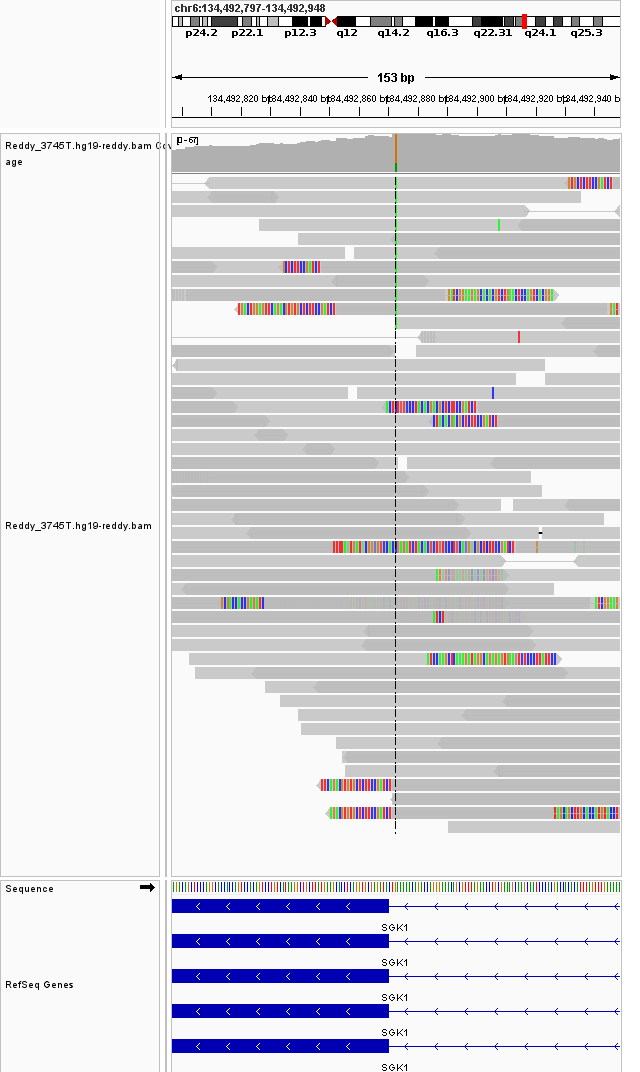 chr6:134,492,797-134,492,948
p24.2 p22.1 p12.3 q12 q14.2 q16.3 q22.31 q24.1 q25.3
153 bp
134,492,820 bp 134,492,840 bp 134,492,860 bp 134,492,880 bp 134,492,900 bp 134,492,920 bp 134,492,940 bp
[0 - 67]
Reddy_3745T.hg19-reddy.bam Cov
age
Reddy_3745T.hg19-reddy.bam
Sequence
SGK1
SGK1
RefSeq Genes
SGK1
SGK1
SGK1